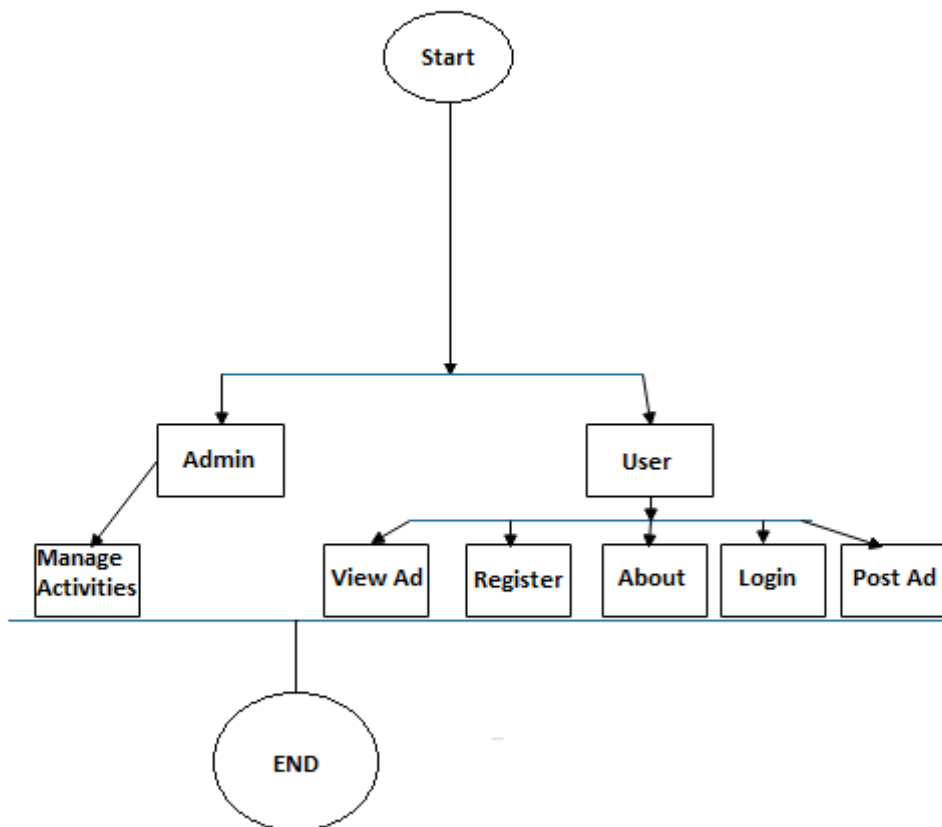 Start
Admin
User
Manage
Activities
View Ad
Register
About
Login
Post Ad
END